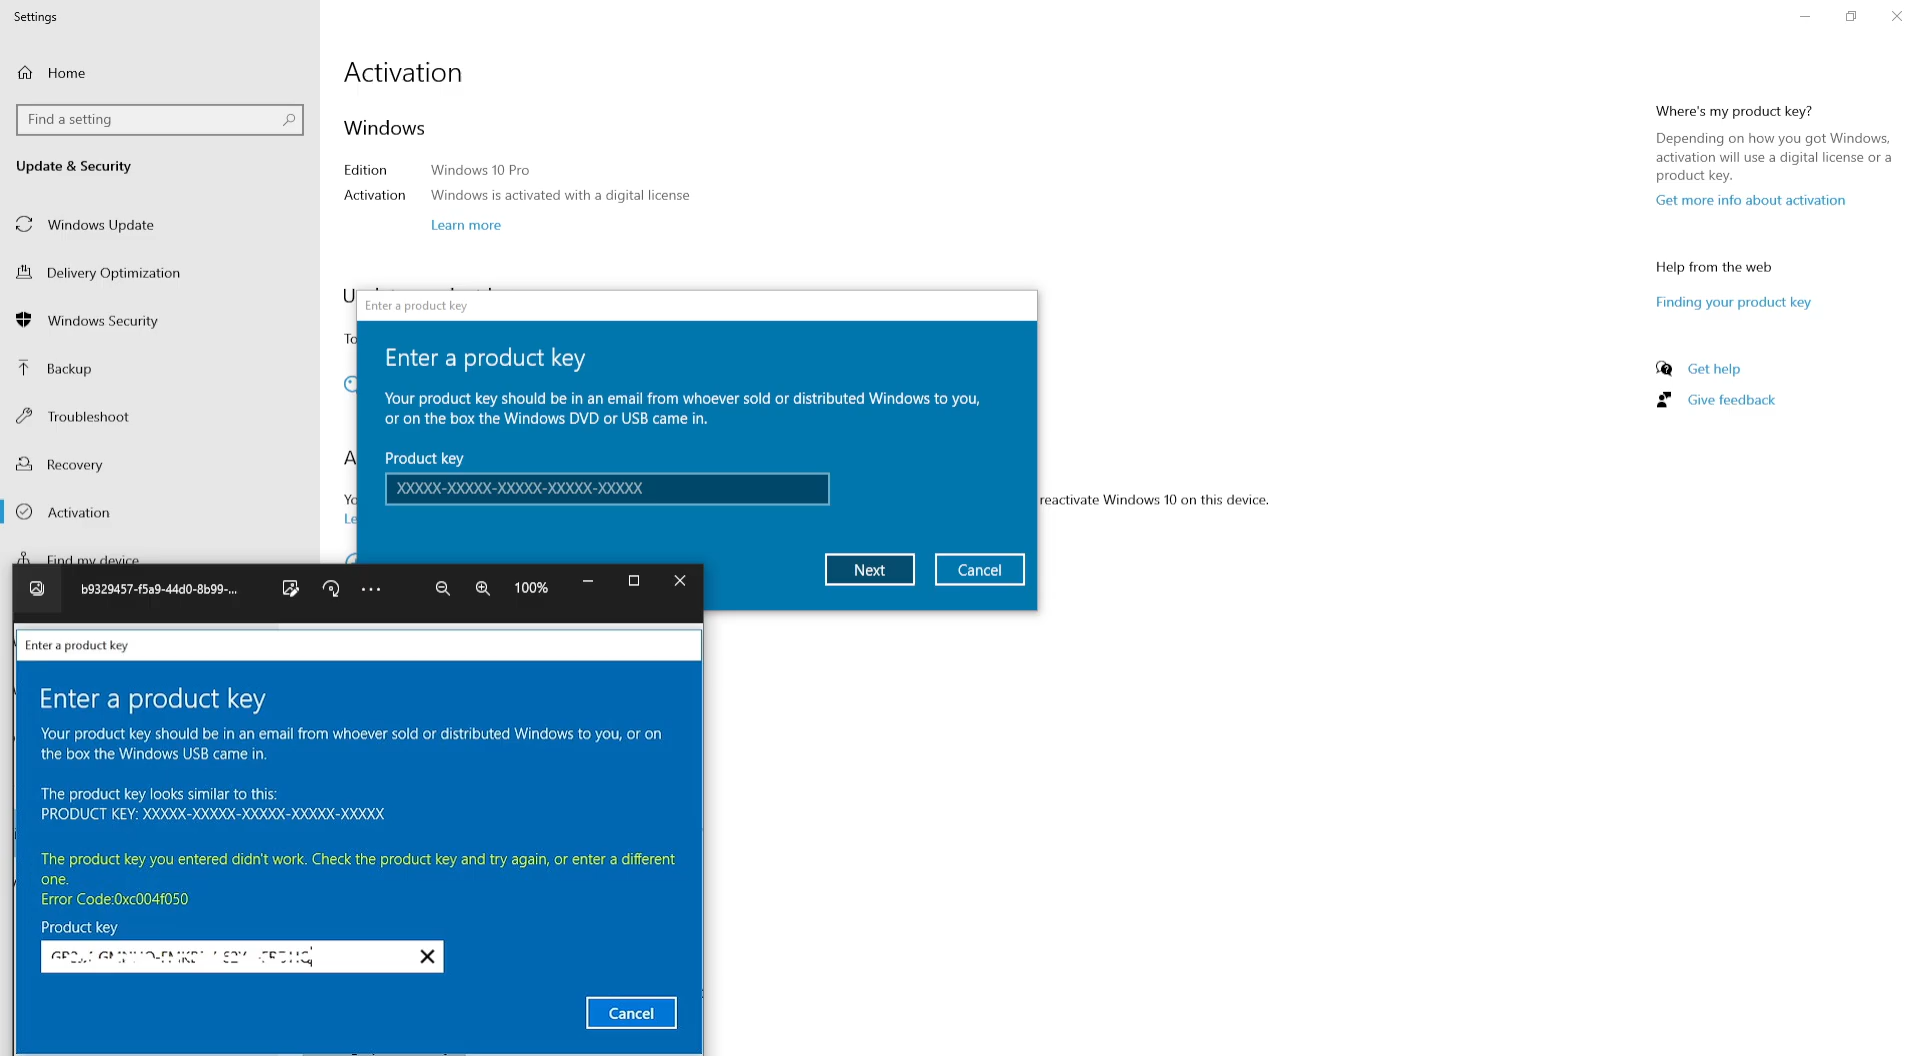 Settings
Home
Find a setting
Update & Security
Windows Update
Delivery Optimization
Windows Security
Backup
Troubleshoot
Recovery
Activation
Find my device
Activation
Windows
Edition Windows 10 Pro
Activation Windows is activated with a digital license
Learn more
reactivate Windows 10 on this device.
Where's my product key?
Depending on how you got Windows,
activation will use a digital license or a
product key.
Get more info about activation
Help from the web
Finding your product key
Get help
Give feedback
Enter a product key
Enter a product key
Your product key should be in an email from whoever sold or distributed Windows to you,
or on the box the Windows DVD or USB came in.
Product key
XXXXX-XXXXX-XXXXX-XXXXX-XXXXX
Next Cancel
b9329457-f5a9-44d0-8b99-... 100%
Enter a product key
Enter a product key
Your product key should be in an email from whoever sold or distributed Windows to you, or on
the box the Windows USB came in.
The product key looks similar to this:
PRODUCT KEY: XXXXX-XXXXX-XXXXX-XXXXX-XXXXX
The product key you entered didn't work. Check the product key and try again, or enter a different
one.
Error Code:0xc004f050
Product key
Cancel